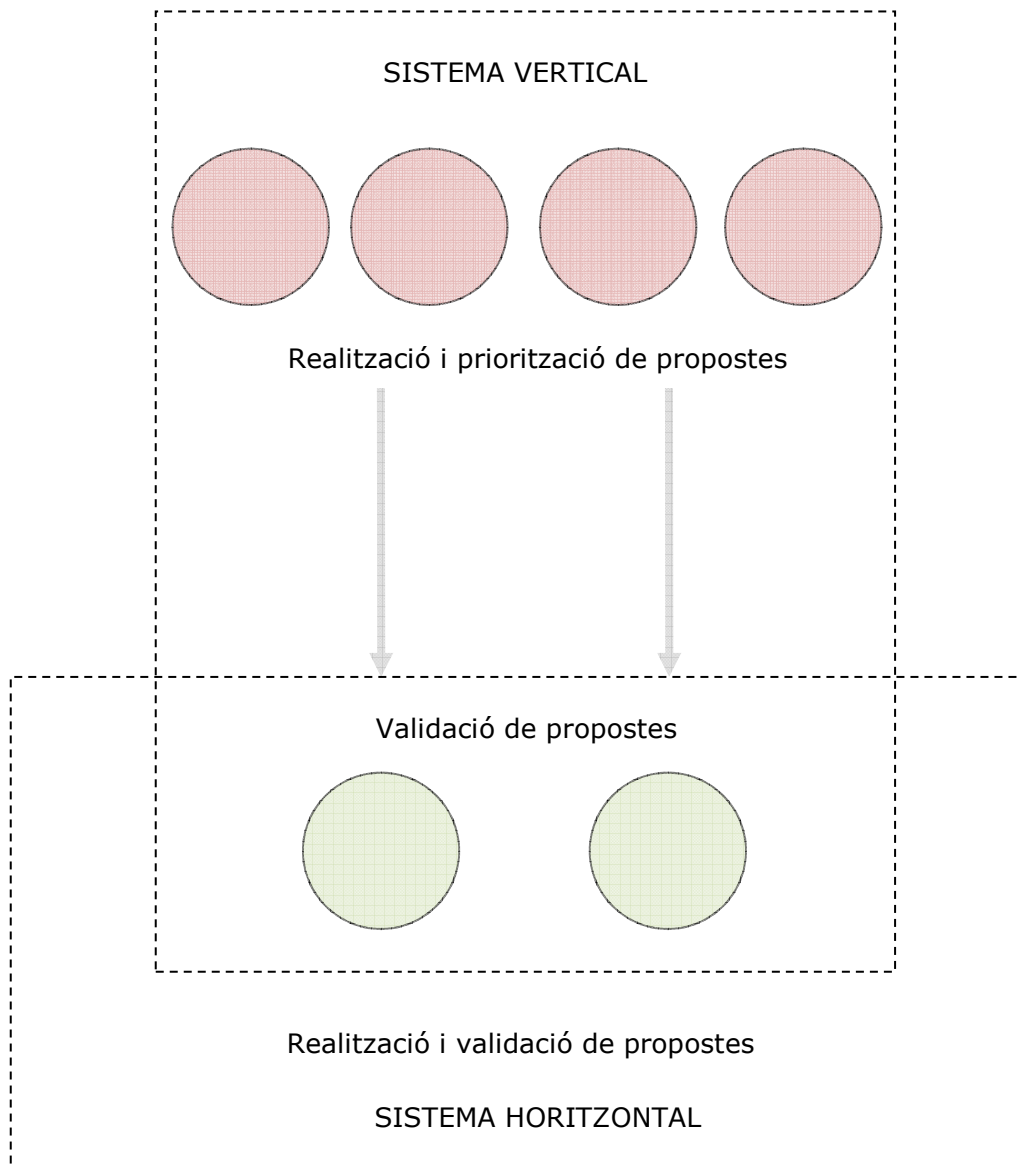 SISTEMA VERTICAL
Realització i priorització de propostes
Validació de propostes
Realització i validació de propostes
SISTEMA HORITZONTAL